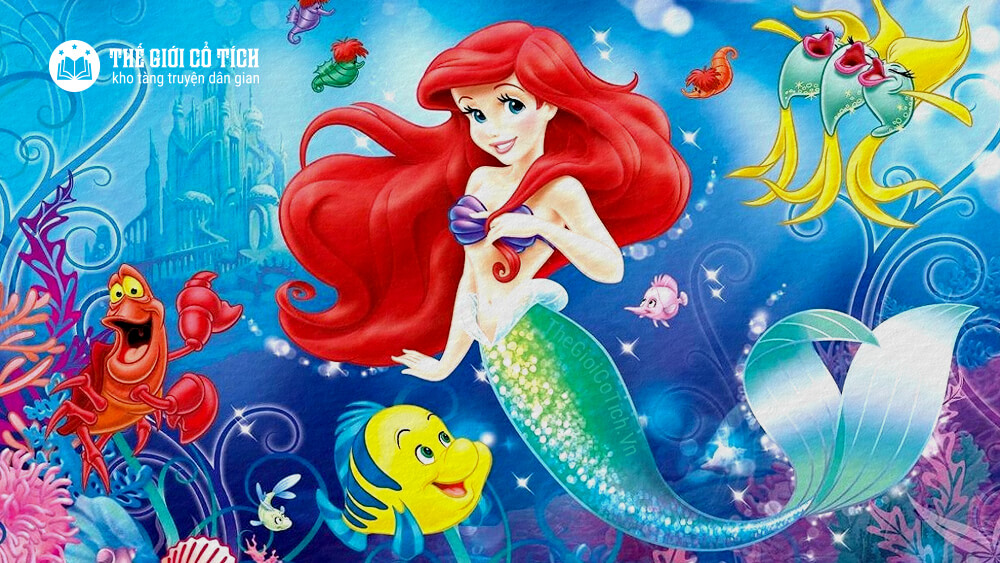 THẾ GIỚI CỔ TÍCH
kho tàng truyện dân gian
TheGioiCoTich.Vn